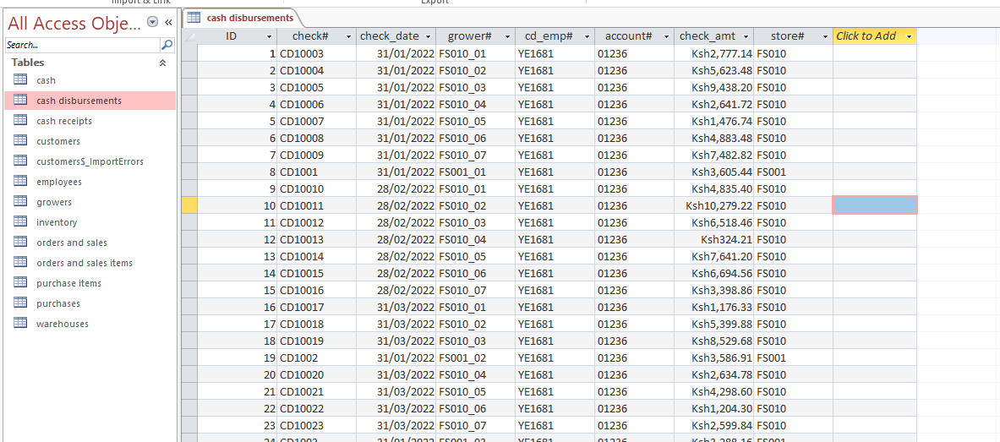 Import & Link Export
All Access Obje...
Search...
Tables
cash
cash disbursements
cash receipts
customers
customers$_ImportErrors
employees
growers
inventory
orders and sales
orders and sales items
purchase items
purchases
warehouses
cash disbursements
ID check# check_date grower# cd_emp# account# check_amt store# Click to Add
1 CD10003 31/01/2022 FS010_01 YE1681 01236 Ksh2,777.14 FS010
2 CD10004 31/01/2022 FS010_02 YE1681 01236 Ksh5,623.48 FS010
3 CD10005 31/01/2022 FS010_03 YE1681 01236 Ksh9,438.20 FS010
4 CD10006 31/01/2022 FS010_04 YE1681 01236 Ksh2,641.72 FS010
5 CD10007 31/01/2022 FS010_05 YE1681 01236 Ksh1,476.74 FS010
6 CD10008 31/01/2022 FS010_06 YE1681 01236 Ksh4,883.48 FS010
7 CD10009 31/01/2022 FS010_07 YE1681 01236 Ksh7,482.82 FS010
8 CD1001 31/01/2022 FS001_01 YE1681 01236 Ksh3,605.44 FS001
9 CD10010 28/02/2022 FS010_01 YE1681 01236 Ksh4,835.40 FS010
10 CD10011 28/02/2022 FS010_02 YE1681 01236 Ksh10,279.22 FS010
11 CD10012 28/02/2022 FS010_03 YE1681 01236 Ksh6,518.46 FS010
12 CD10013 28/02/2022 FS010_04 YE1681 01236 Ksh324.21 FS010
13 CD10014 28/02/2022 FS010_05 YE1681 01236 Ksh7,641.20 FS010
14 CD10015 28/02/2022 FS010_06 YE1681 01236 Ksh6,694.56 FS010
15 CD10016 28/02/2022 FS010_07 YE1681 01236 Ksh3,398.86 FS010
16 CD10017 31/03/2022 FS010_01 YE1681 01236 Ksh1,176.33 FS010
17 CD10018 31/03/2022 FS010_02 YE1681 01236 Ksh5,399.88 FS010
18 CD10019 31/03/2022 FS010_03 YE1681 01236 Ksh8,529.68 FS010
19 CD1002 31/01/2022 FS001_02 YE1681 01236 Ksh3,586.91 FS001
20 CD10020 31/03/2022 FS010_04 YE1681 01236 Ksh2,634.78 FS010
21 CD10021 31/03/2022 FS010_05 YE1681 01236 Ksh4,298.60 FS010
22 CD10022 31/03/2022 FS010_06 YE1681 01236 Ksh1,204.30 FS010
23 CD10023 31/03/2022 FS010_07 YE1681 01236 Ksh2,599.84 FS010
24 CD1003 31/01/2022 FS001_03 YE1681 01236 Ksh3,288.16 FS001